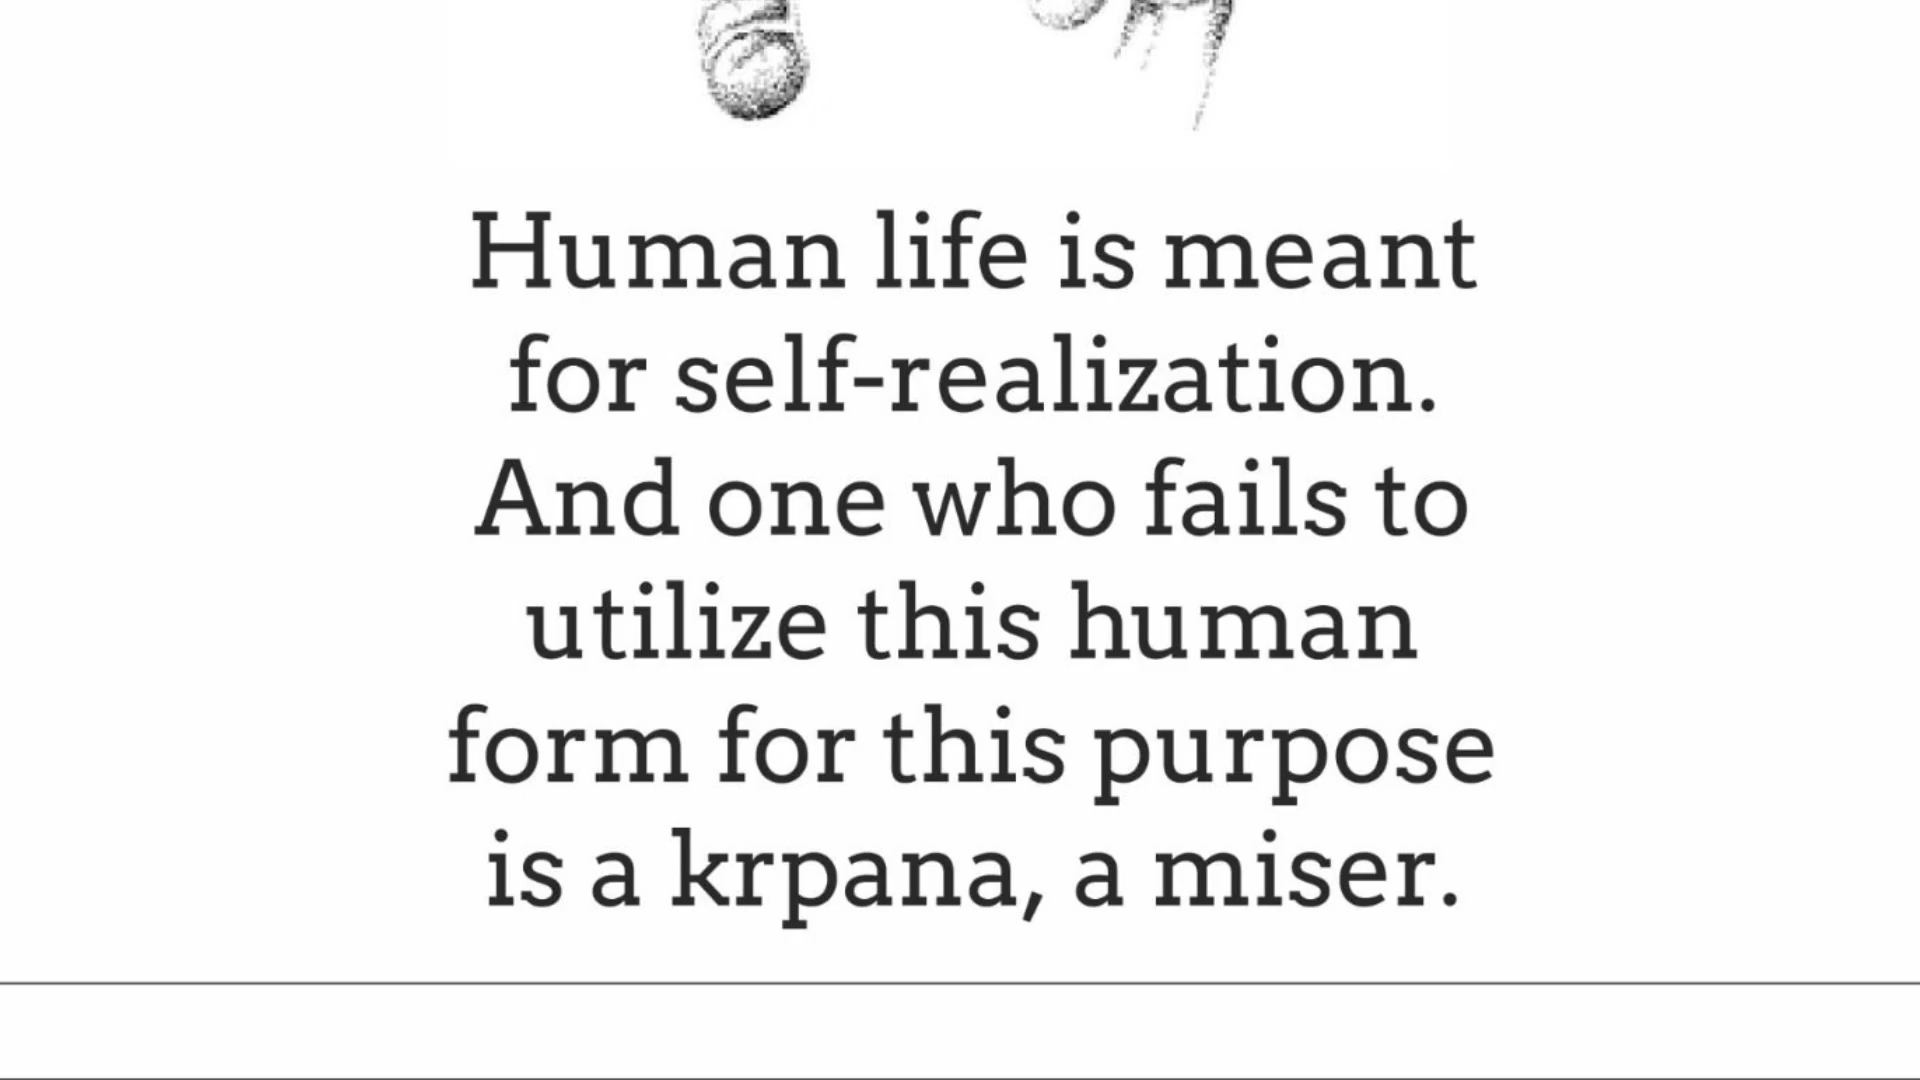 Human life is meant
for self-realization.
And one who fails to
utilize this human
form for this purpose
is a krpana, a miser.